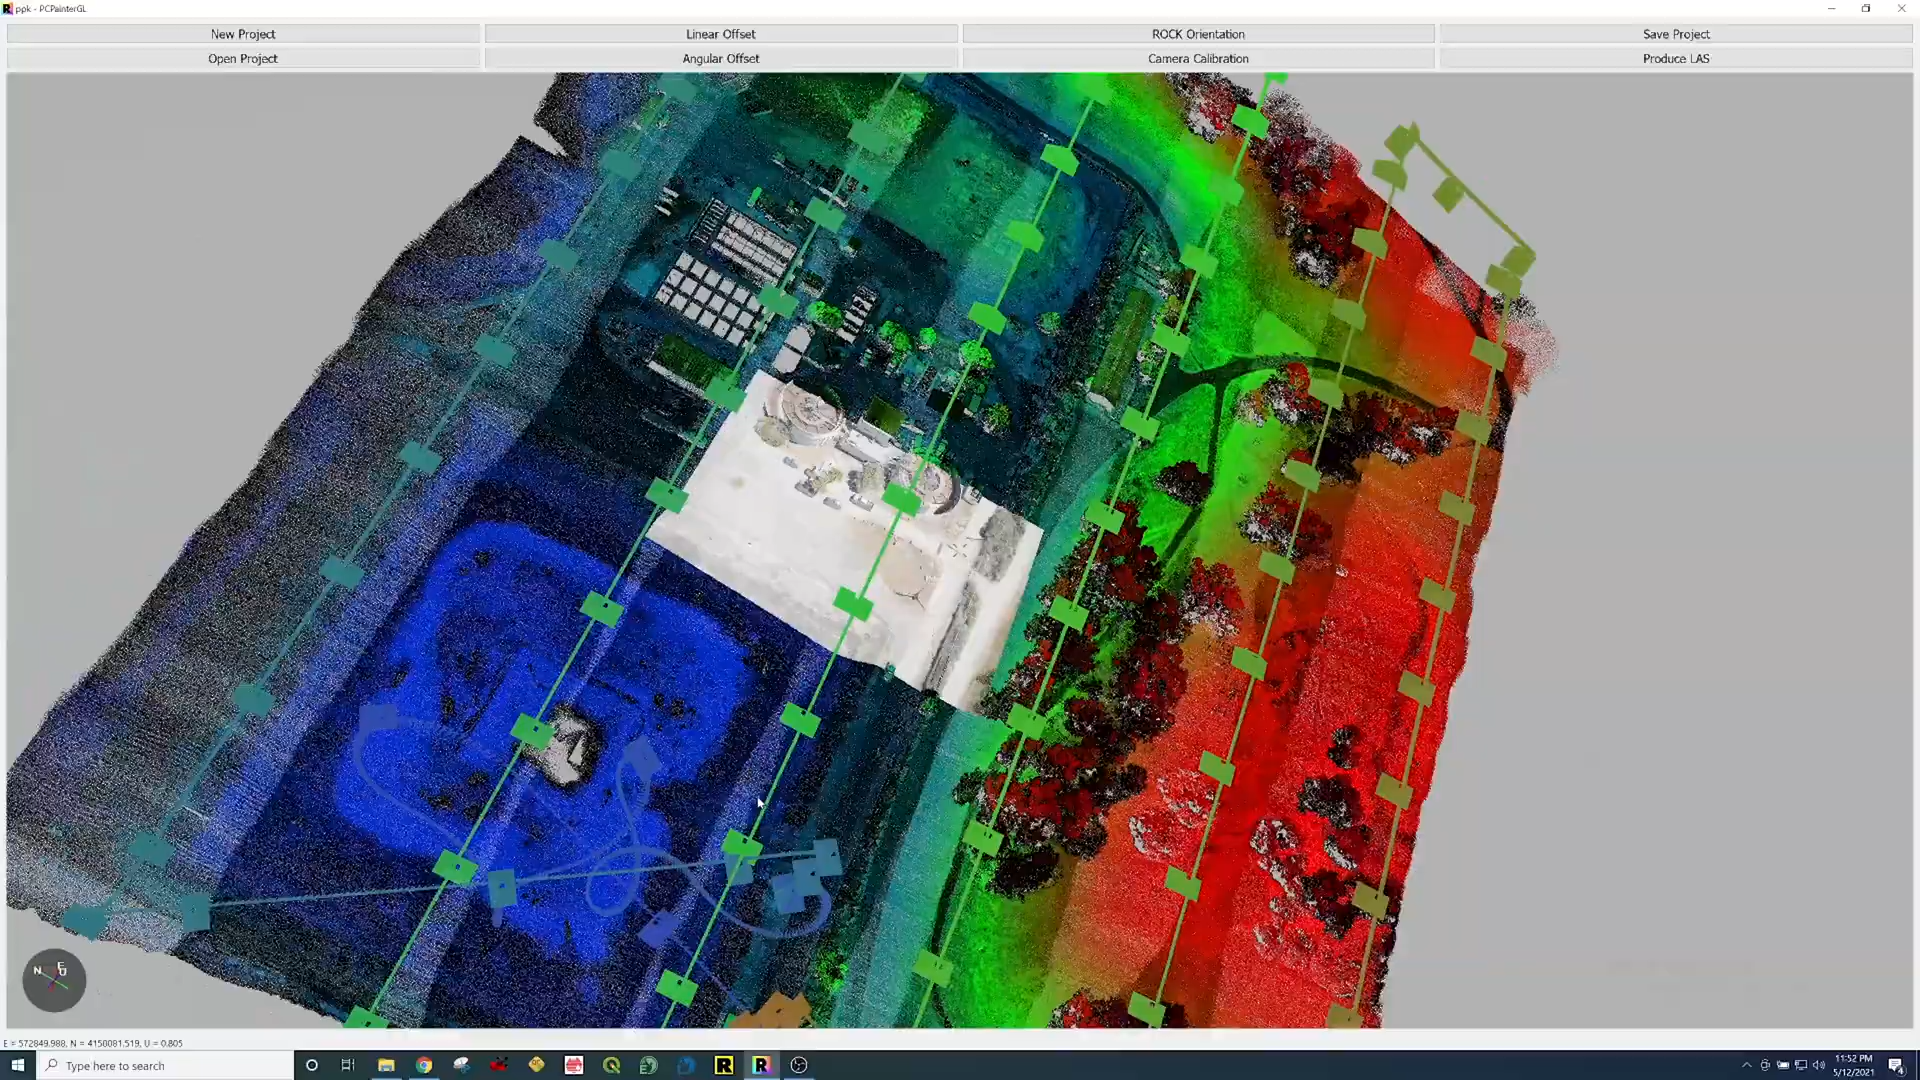 ppk - PCPainterGL
New Project
Linear Offset
ROCK Orientation
Save Project
Open Project
Angular Offset
Camera Calibration
Produce LAS
N
E
U
E = 572849.988, N = 4150081.519, U = 0.805
Type here to search
11:52 PM
5/12/2021